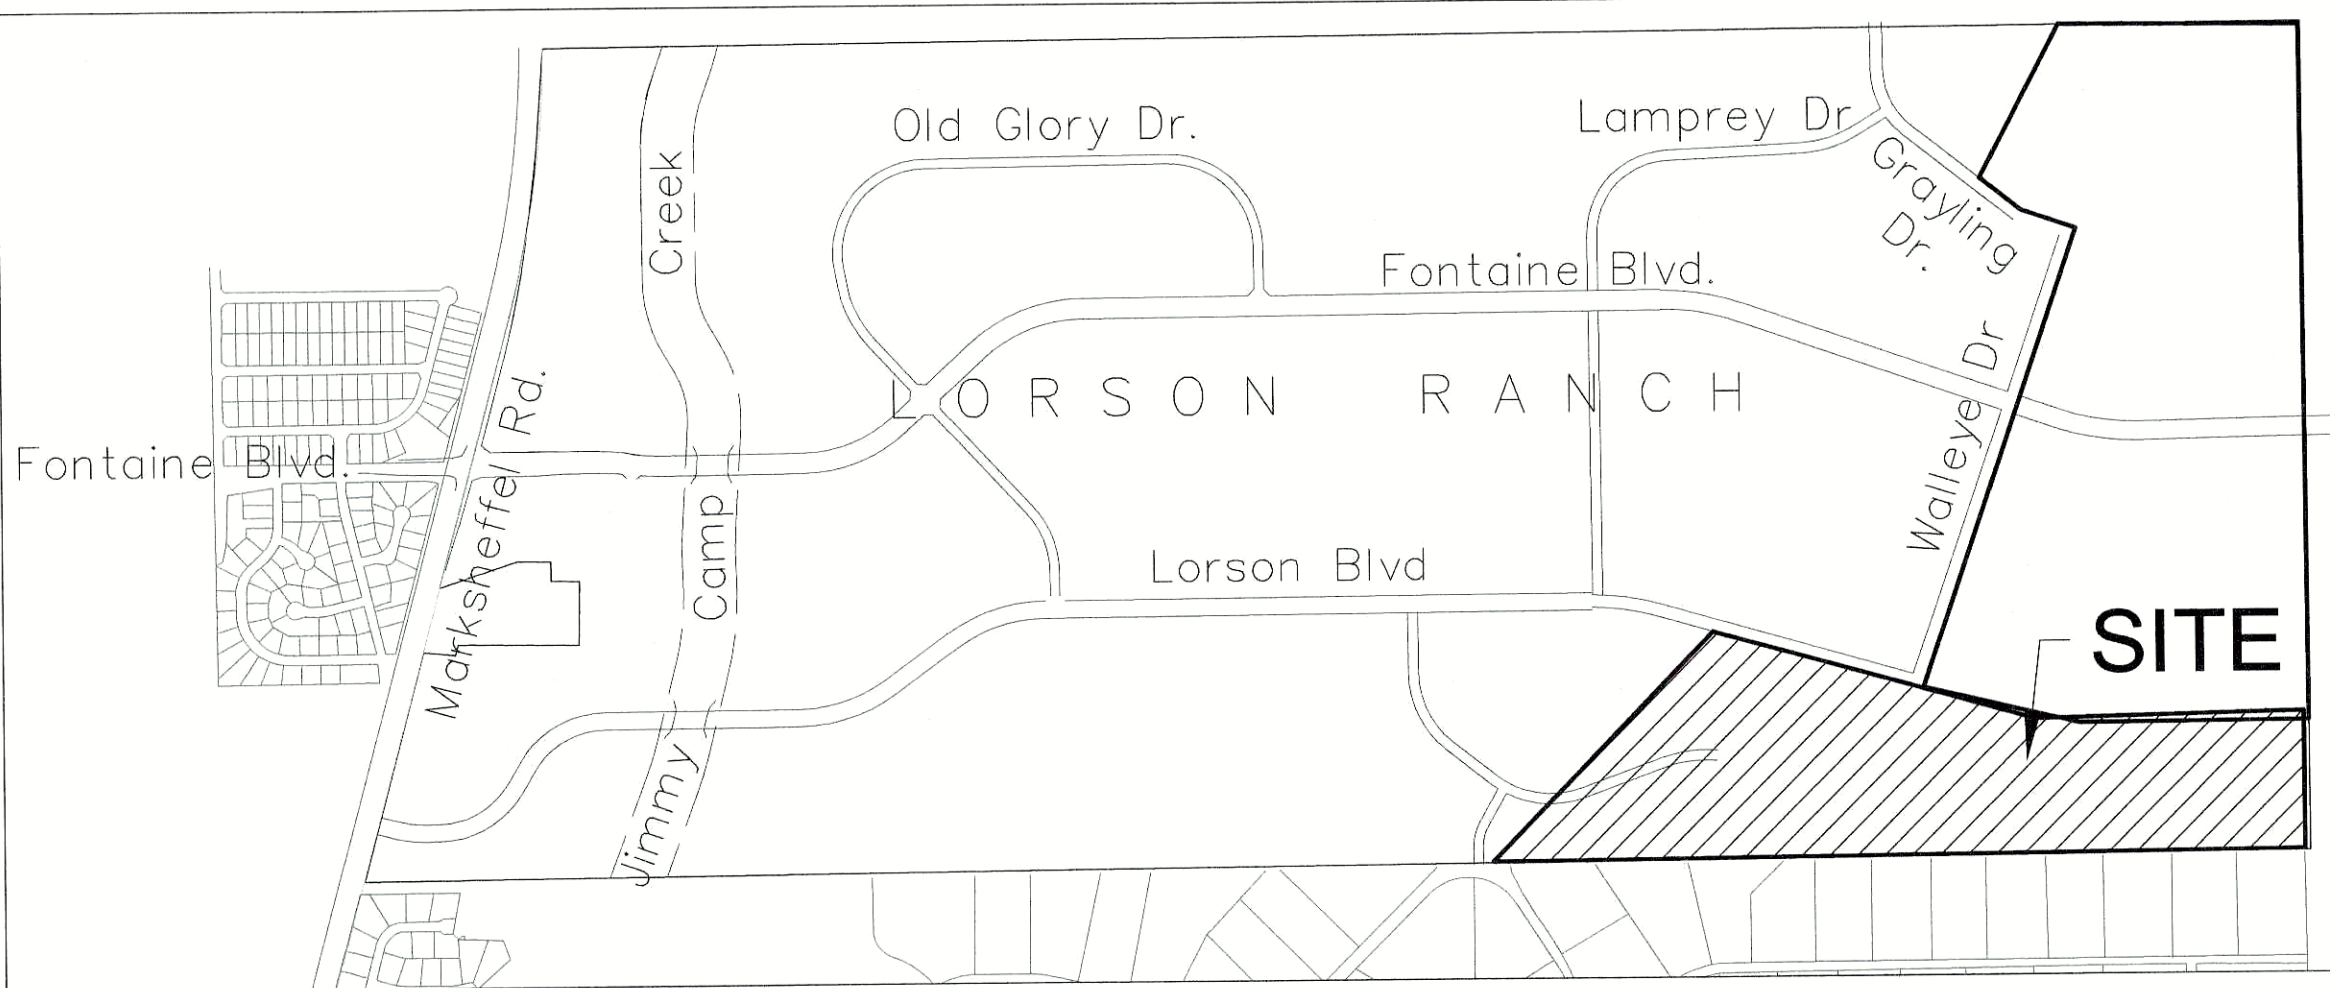 Old Glory Dr.
Lamprey Dr
Grayling
Dr.
Creek
Fontaine Blvd.
Walleye Dr
LORSON RANCH
Fontaine Blvd.
Marksheffel Rd.
Camp
Lorson Blvd
SITE
Jimmy